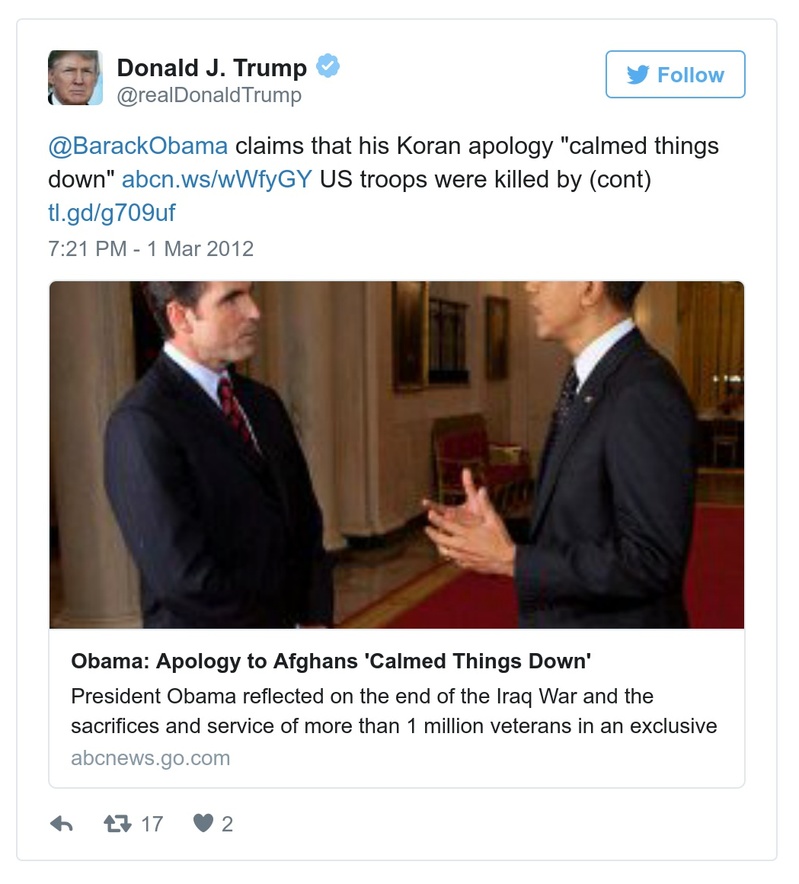 Donald J. Trump
@realDonaldTrump
Follow
@BarackObama claims that his Koran apology "calmed things
down" abcn.ws/wWfyGY US troops were killed by (cont)
tl.gd/g709uf
7:21 PM - 1 Mar 2012
Obama: Apology to Afghans 'Calmed Things Down'
President Obama reflected on the end of the Iraq War and the
sacrifices and service of more than 1 million veterans in an exclusive
abcnews.go.com
17 2